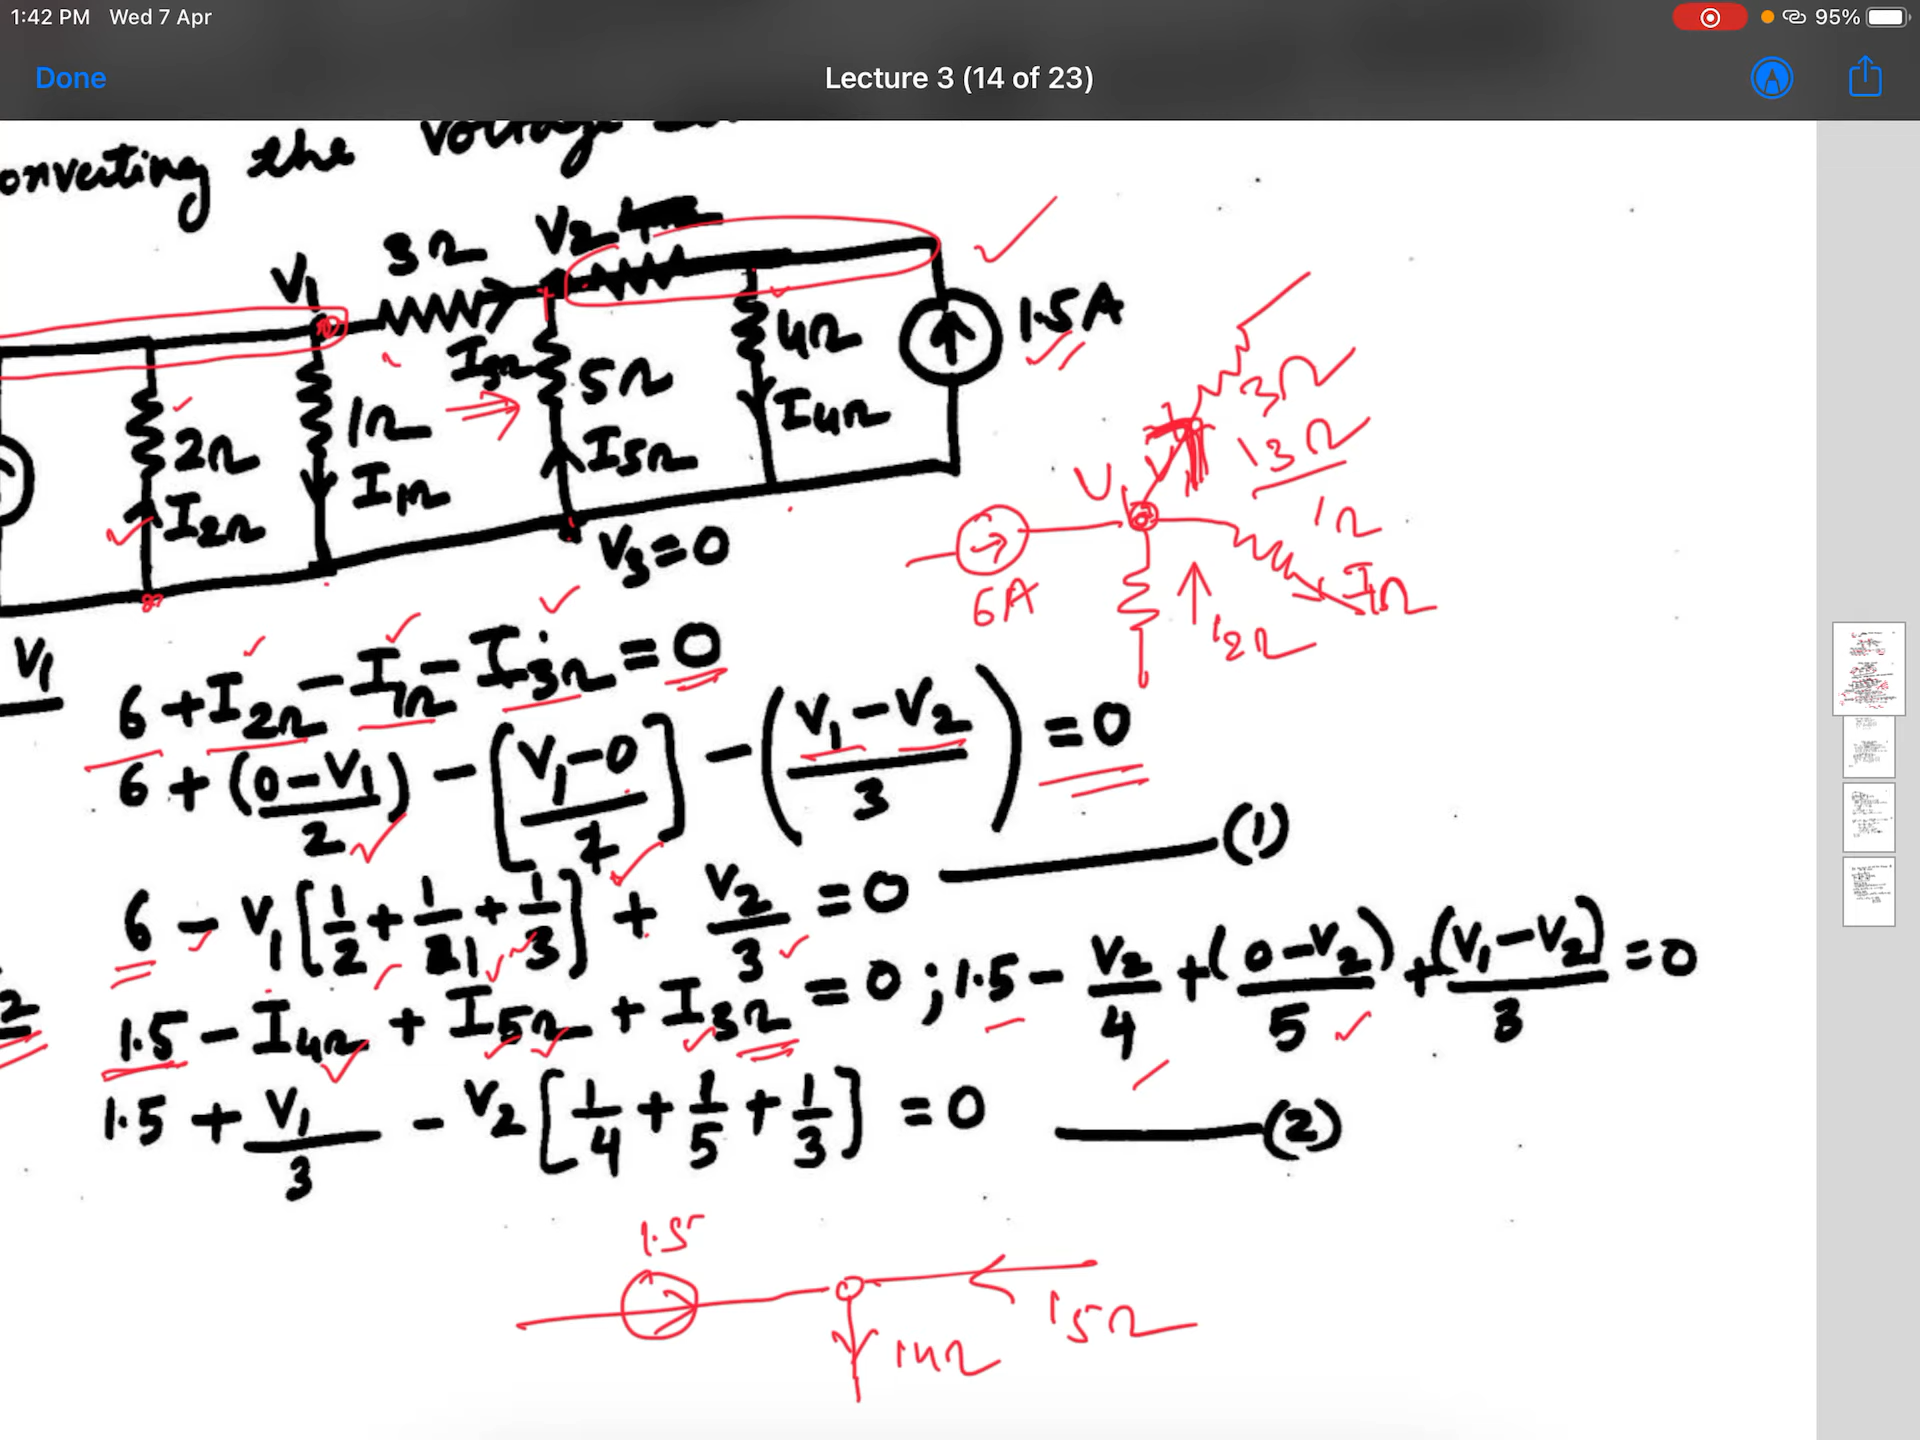 1:42 PM Wed 7 Apr
95%
Done
Lecture 3 (14 of 23)
onverting the voltage
V1
3Ω
V2
I3Ω
5Ω
4Ω
1.5A
I4Ω
2Ω
1Ω
I5Ω
I2Ω
I1Ω
V3=0
3Ω
I3Ω
V1
1Ω
I1Ω
6A
I2Ω
V1
6 + I2Ω - I1Ω - I3Ω = 0
6 + (0-V1)/2 - [V1-0/1] - (V1-V2/3) = 0
(1)
6 - V1[1/2 + 1/1 + 1/3] + V2/3 = 0
2
1.5 - I4Ω + I5Ω + I3Ω = 0; 1.5 - V2/4 + (0-V2)/5 + (V1-V2)/3 = 0
1.5 + V1/3 - V2[1/4 + 1/5 + 1/3] = 0
(2)
1.5
I5Ω
I4Ω